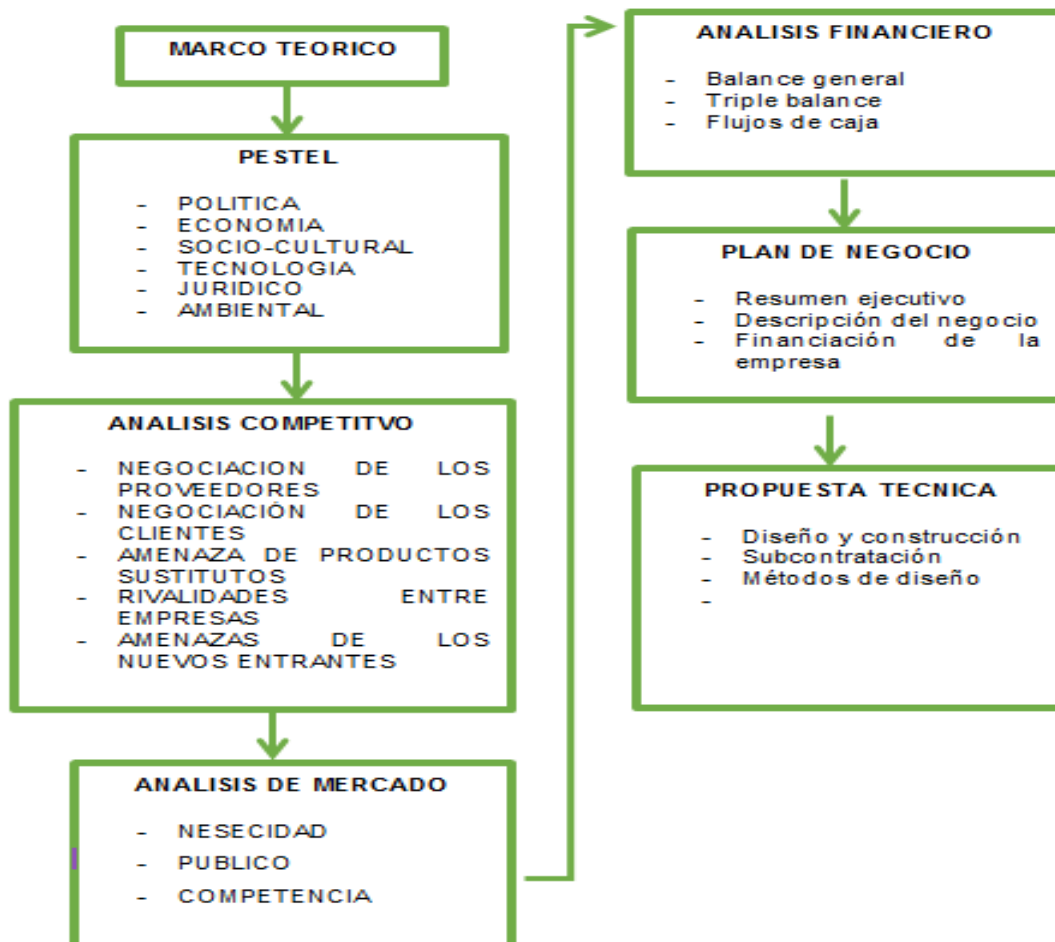 MARCO TEORICO
PESTEL
- POLITICA
- ECONOMIA
- SOCIO-CULTURAL
- TECNOLOGIA
- JURIDICO
- AMBIENTAL
ANALISIS COMPETITVO
- NEGOCIACION DE LOS
PROVEEDORES
- NEGOCIACIÓN DE LOS
CLIENTES
- AMENAZA DE PRODUCTOS
SUSTITUTOS
- RIVALIDADES ENTRE
EMPRESAS
- AMENAZAS DE LOS
NUEVOS ENTRANTES
ANALISIS DE MERCADO
- NESECIDAD
- PUBLICO
- COMPETENCIA
ANALISIS FINANCIERO
- Balance general
- Triple balance
- Flujos de caja
PLAN DE NEGOCIO
- Resumen ejecutivo
- Descripción del negocio
- Financiación de la
empresa
PROPUESTA TECNICA
- Diseño y construcción
- Subcontratación
- Métodos de diseño
-